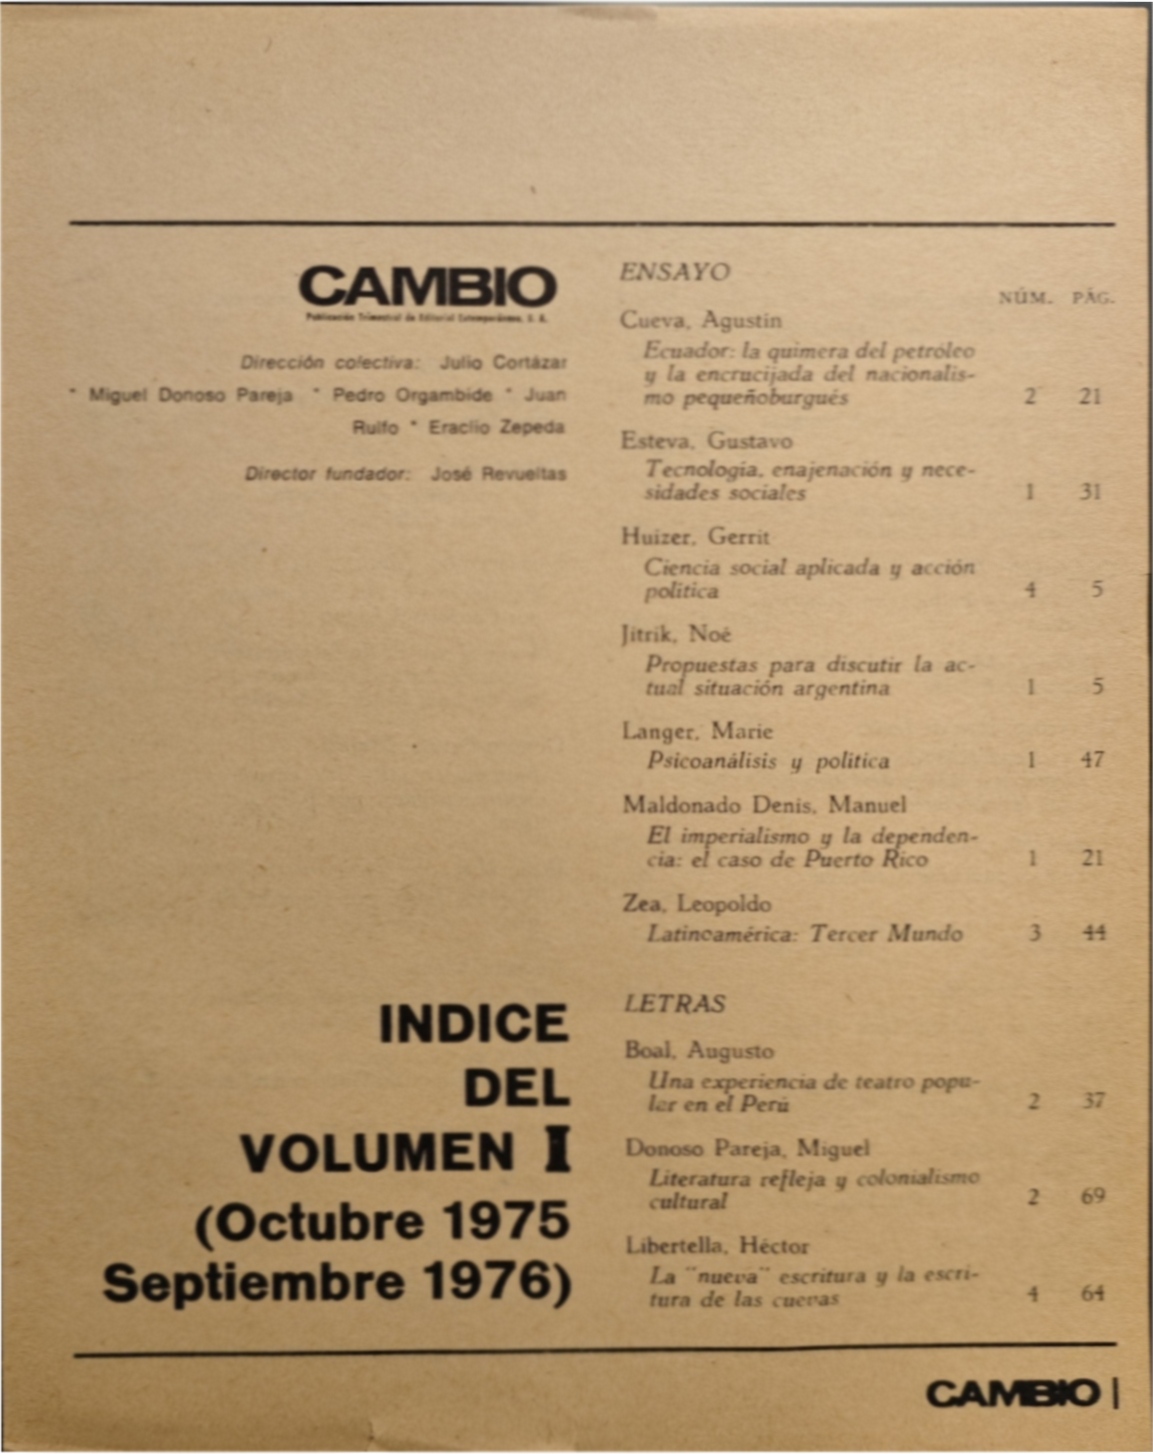 CAMBIO
Publicación Trimestral de Editorial Extemporáneos, S. A.
Dirección colectiva: Julio Cortázar
* Miguel Donoso Pareja * Pedro Orgambide * Juan
Rulfo * Eraclio Zepeda
Director fundador: José Revueltas
INDICE
DEL
VOLUMEN I
(Octubre 1975
Septiembre 1976)
ENSAYO
NÚM. PÁG.
Cueva, Agustín
Ecuador: la quimera del petróleo
y la encrucijada del nacionalis-
mo pequeñoburgués 2 21
Esteva, Gustavo
Tecnología, enajenación y nece-
sidades sociales 1 31
Huizer, Gerrit
Ciencia social aplicada y acción
política 4 5
Jitrik, Noé
Propuestas para discutir la ac-
tual situación argentina 1 5
Langer, Marie
Psicoanálisis y política 1 47
Maldonado Denis, Manuel
El imperialismo y la dependen-
cia: el caso de Puerto Rico 1 21
Zea, Leopoldo
Latinoamérica: Tercer Mundo 3 44
LETRAS
Boal, Augusto
Una experiencia de teatro popu-
lar en el Perú 2 37
Donoso Pareja, Miguel
Literatura refleja y colonialismo
cultural 2 69
Libertella, Héctor
La "nueva" escritura y la escri-
tura de las cuevas 4 64
CAMBIO |